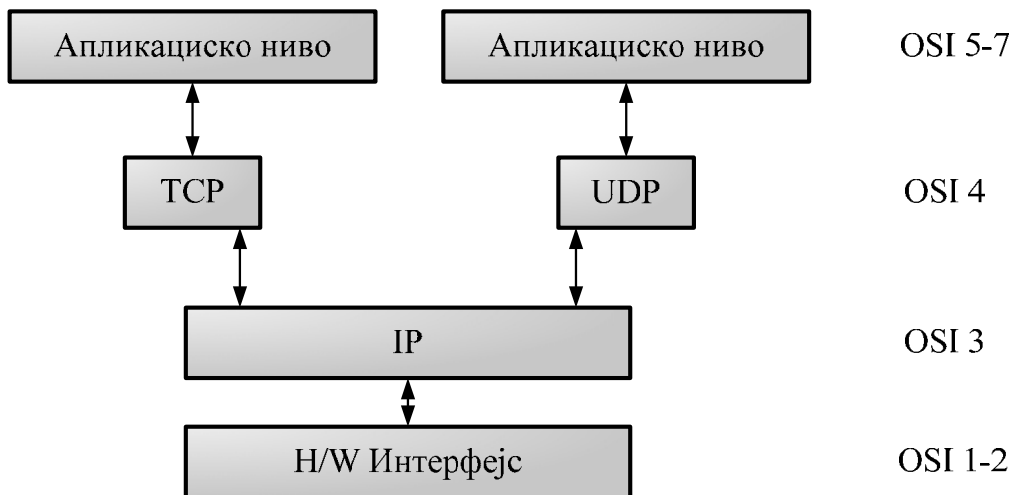 Апликациско ниво Апликациско ниво OSI 5-7
TCP UDP OSI 4
IP OSI 3
H/W Интерфејс OSI 1-2